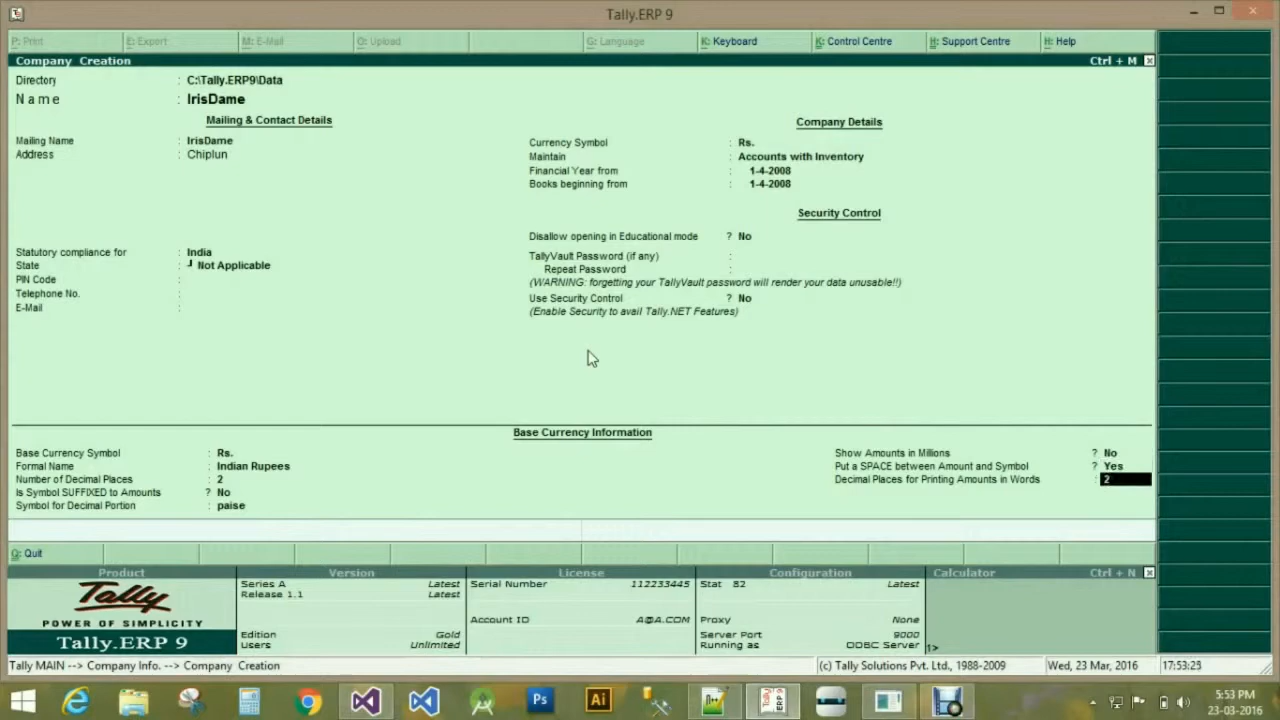 Tally.ERP 9
P: Print
E: Export
M: E-Mail
O: Upload
G: Language
K: Keyboard
K: Control Centre
H: Support Centre
H: Help
Company Creation
Ctrl + M
Directory : C:\Tally.ERP9\Data
Name : IrisDame
Mailing & Contact Details
Mailing Name : IrisDame
Address : Chiplun
Statutory compliance for : India
State : Not Applicable
PIN Code :
Telephone No. :
E-Mail :
Company Details
Currency Symbol : Rs.
Maintain : Accounts with Inventory
Financial Year from : 1-4-2008
Books beginning from : 1-4-2008
Security Control
Disallow opening in Educational mode ? No
TallyVault Password (if any) :
Repeat Password :
(WARNING: forgetting your TallyVault password will render your data unusable!!)
Use Security Control ? No
(Enable Security to avail Tally.NET Features)
Base Currency Information
Base Currency Symbol : Rs.
Formal Name : Indian Rupees
Number of Decimal Places : 2
Is Symbol SUFFIXED to Amounts ? No
Symbol for Decimal Portion : paise
Show Amounts in Millions ? No
Put a SPACE between Amount and Symbol ? Yes
Decimal Places for Printing Amounts in Words : 2
Q: Quit
Product
Tally
POWER OF SIMPLICITY
Tally.ERP 9
Version
Series A Latest
Release 1.1 Latest
Edition Gold
Users Unlimited
License
Serial Number 112233445
Account ID A@A.COM
Configuration
Stat 82 Latest
Proxy None
Server Port 9000
Running as ODBC Server
Calculator
Ctrl + N
1>
Tally MAIN --> Company Info. --> Company Creation
(c) Tally Solutions Pvt. Ltd., 1988-2009
Wed, 23 Mar, 2016
17:53:25
Ps
Ai
5:53 PM
23-03-2016